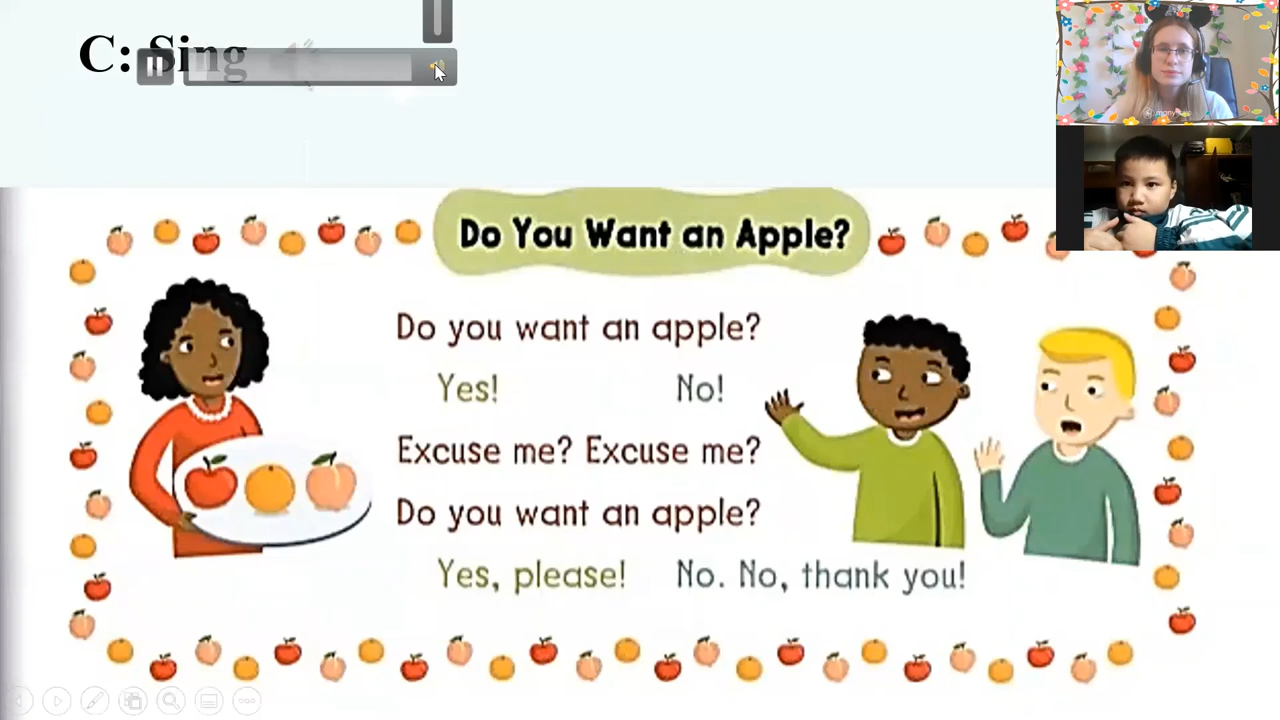 C: Sing
Do You Want an Apple?
Do you want an apple?
Yes! No!
Excuse me? Excuse me?
Do you want an apple?
Yes, please! No. No, thank you!